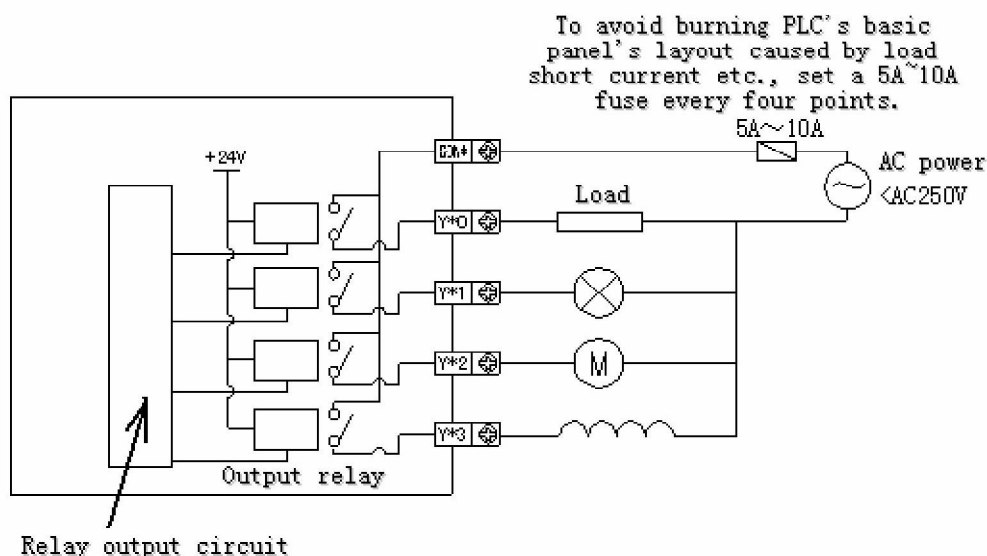 To avoid burning PLC's basic
panel's layout caused by load
short current etc., set a 5A~10A
fuse every four points.
5A～10A
+24V
COM*
AC power
<AC250V
Load
Y*0
Y*1
Y*2
M
Y*3
Output relay
Relay output circuit